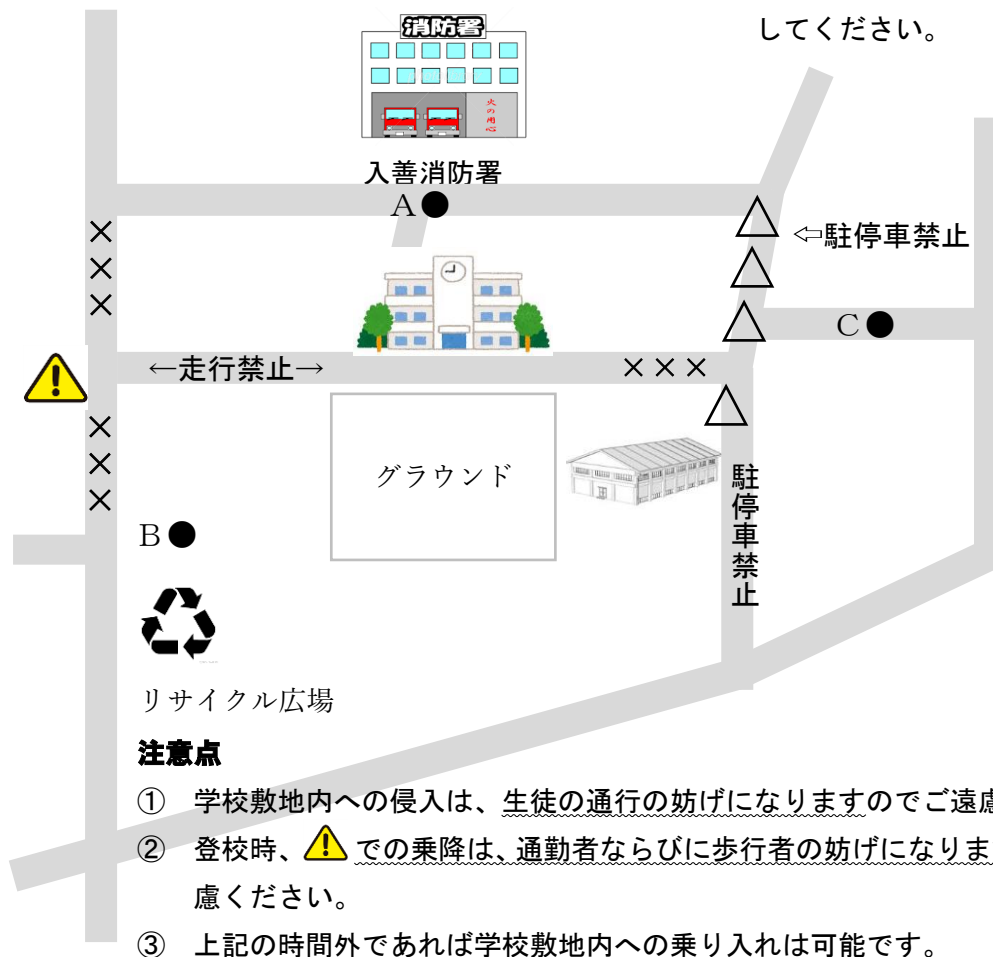 してください。
消防署
火の用心
入善消防署
A●
×
×
×
△ ⇦駐停車禁止
△
△
C●
←走行禁止→
×××
△
×
×
×
グラウンド
駐停車禁止
B●
リサイクル広場
注意点
① 学校敷地内への侵入は、生徒の通行の妨げになりますのでご遠慮
② 登校時、⚠での乗降は、通勤者ならびに歩行者の妨げになりま
慮ください。
③ 上記の時間外であれば学校敷地内への乗り入れは可能です。